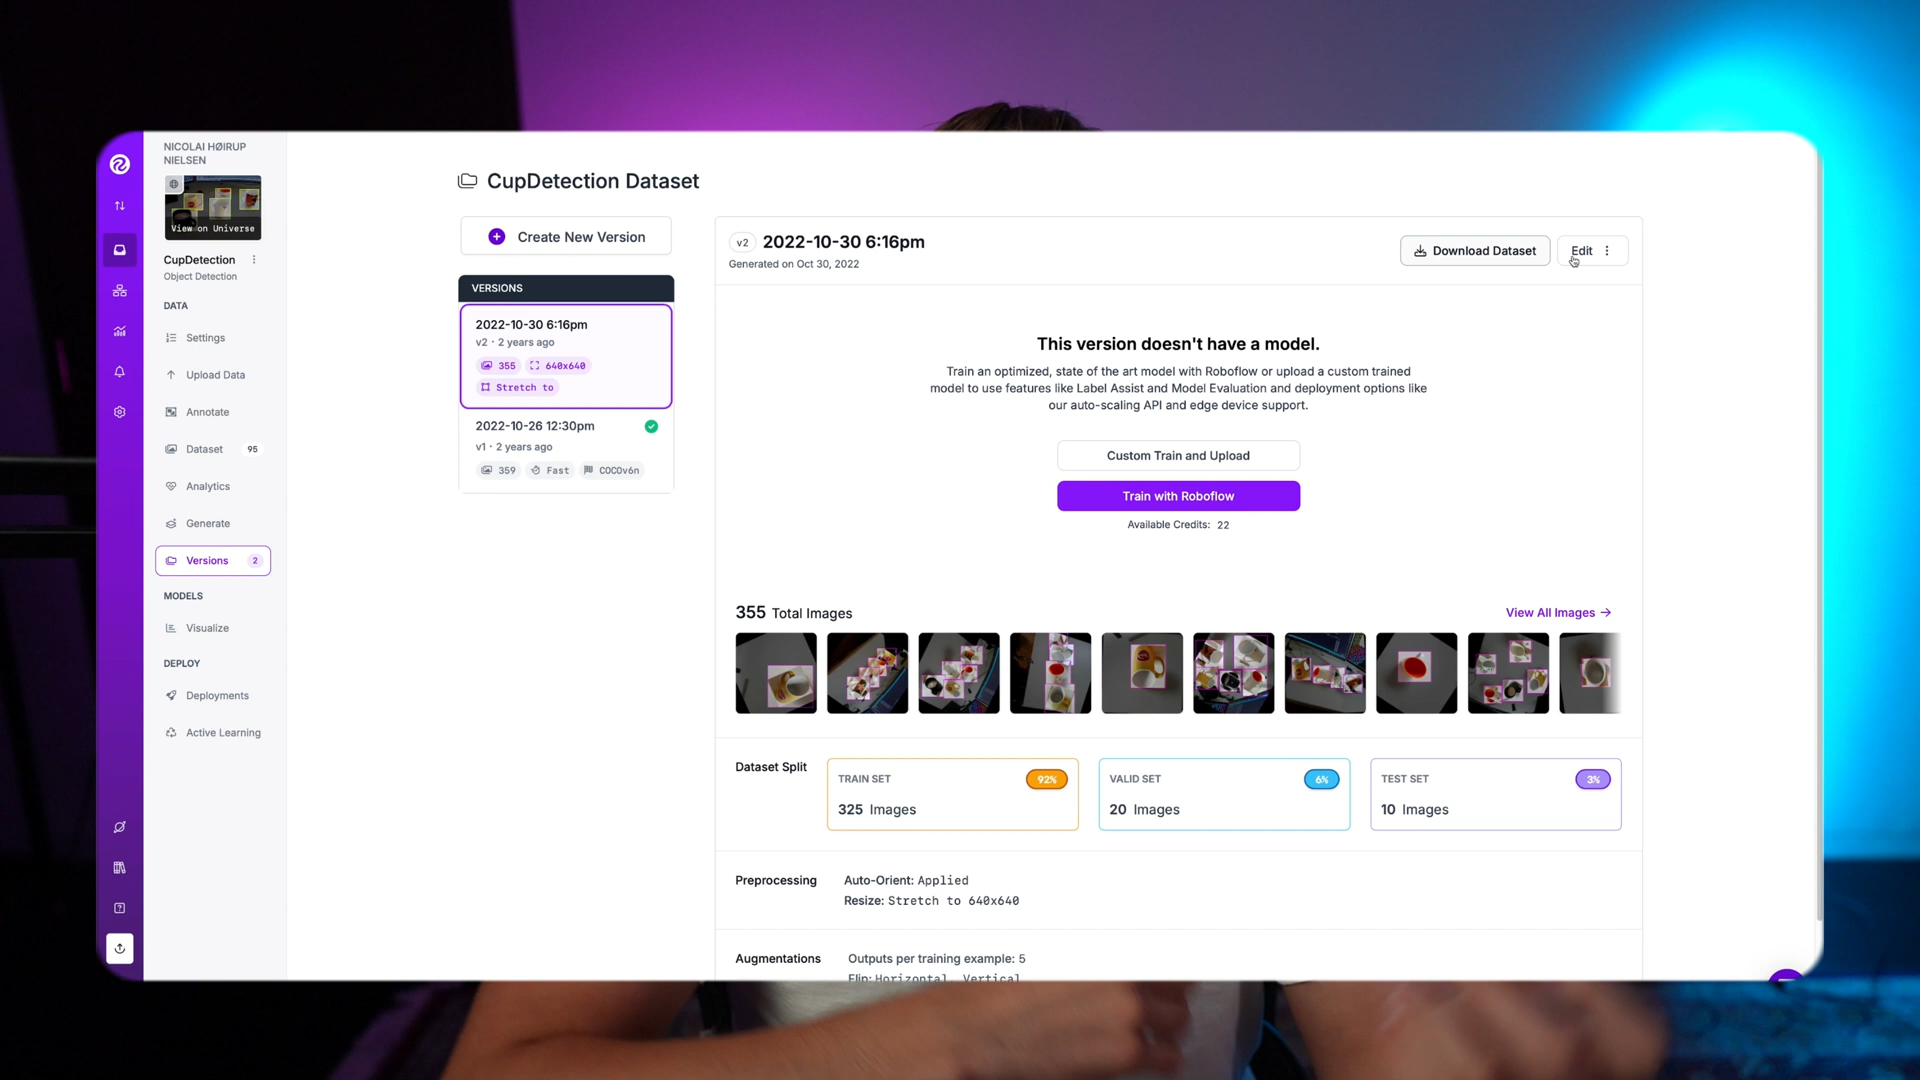 NICOLAI HØIRUP
NIELSEN
View on Universe
CupDetection
Object Detection
DATA
Settings
Upload Data
Annotate
Dataset 95
Analytics
Generate
Versions 2
MODELS
Visualize
DEPLOY
Deployments
Active Learning
CupDetection Dataset
Create New Version
VERSIONS
2022-10-30 6:16pm
v2 · 2 years ago
355 640x640
Stretch to
2022-10-26 12:30pm
v1 · 2 years ago
359 Fast COCOv6n
v2 2022-10-30 6:16pm
Generated on Oct 30, 2022
Download Dataset
Edit
This version doesn't have a model.
Train an optimized, state of the art model with Roboflow or upload a custom trained
model to use features like Label Assist and Model Evaluation and deployment options like
our auto-scaling API and edge device support.
Custom Train and Upload
Train with Roboflow
Available Credits: 22
355 Total Images
View All Images →
Dataset Split
TRAIN SET 92%
325 Images
VALID SET 6%
20 Images
TEST SET 3%
10 Images
Preprocessing
Auto-Orient: Applied
Resize: Stretch to 640x640
Augmentations
Outputs per training example: 5
Flip: Horizontal, Vertical